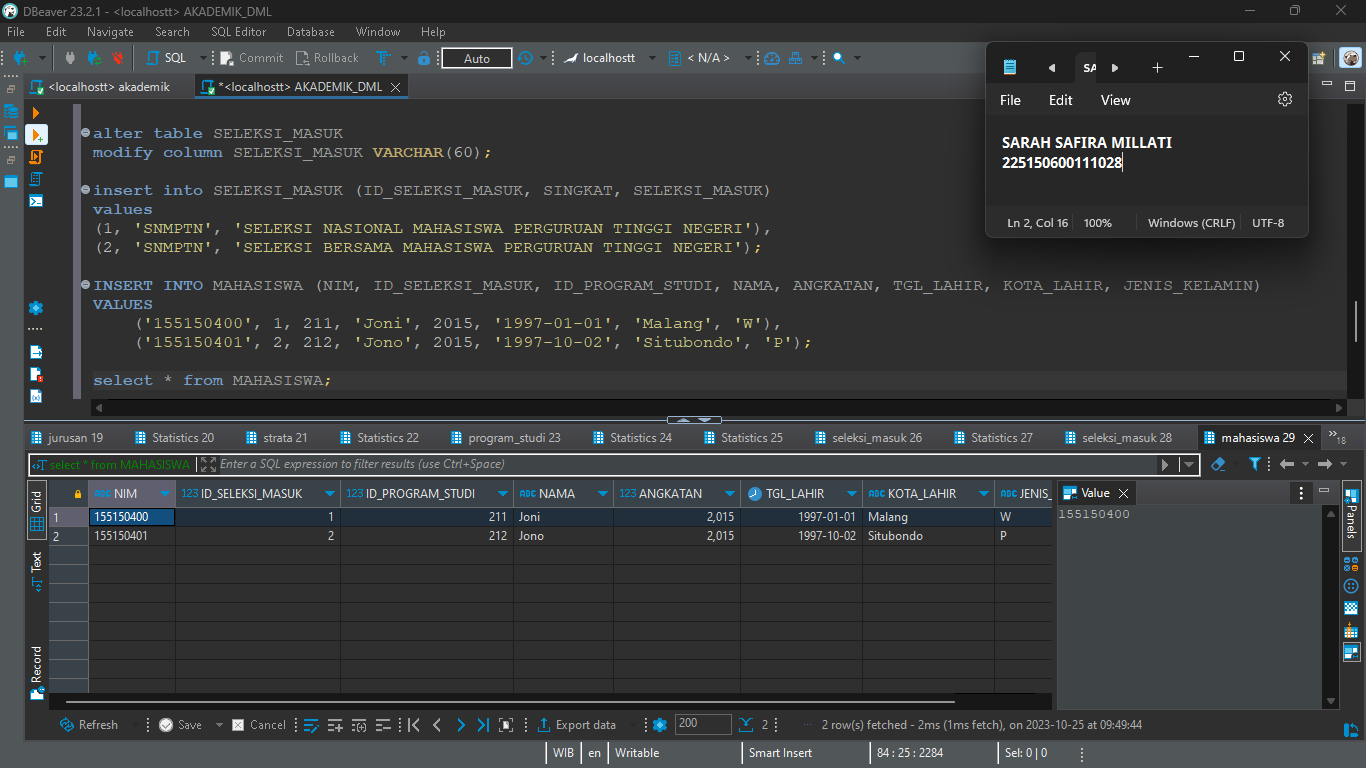 DBeaver 23.2.1 - <localhostt> AKADEMIK_DML
File Edit Navigate Search SQL Editor Database Window Help
SQL Commit Rollback Auto localhostt < N/A >
<localhostt> akademik *<localhostt> AKADEMIK_DML
alter table SELEKSI_MASUK
modify column SELEKSI_MASUK VARCHAR(60);
insert into SELEKSI_MASUK (ID_SELEKSI_MASUK, SINGKAT, SELEKSI_MASUK)
values
(1, 'SNMPTN', 'SELEKSI NASIONAL MAHASISWA PERGURUAN TINGGI NEGERI'),
(2, 'SNMPTN', 'SELEKSI BERSAMA MAHASISWA PERGURUAN TINGGI NEGERI');
INSERT INTO MAHASISWA (NIM, ID_SELEKSI_MASUK, ID_PROGRAM_STUDI, NAMA, ANGKATAN, TGL_LAHIR, KOTA_LAHIR, JENIS_KELAMIN)
VALUES
('155150400', 1, 211, 'Joni', 2015, '1997-01-01', 'Malang', 'W'),
('155150401', 2, 212, 'Jono', 2015, '1997-10-02', 'Situbondo', 'P');
select * from MAHASISWA;
SA
File Edit View
SARAH SAFIRA MILLATI
225150600111028
Ln 2, Col 16 100% Windows (CRLF) UTF-8
jurusan 19 Statistics 20 strata 21 Statistics 22 program_studi 23 Statistics 24 Statistics 25 seleksi_masuk 26 Statistics 27 seleksi_masuk 28 mahasiswa 29 »18
select * from MAHASISWA Enter a SQL expression to filter results (use Ctrl+Space)
Grid
Text
Record
ABC NIM 123 ID_SELEKSI_MASUK 123 ID_PROGRAM_STUDI ABC NAMA 123 ANGKATAN TGL_LAHIR ABC KOTA_LAHIR ABC JENIS_
1 155150400 1 211 Joni 2,015 1997-01-01 Malang W
2 155150401 2 212 Jono 2,015 1997-10-02 Situbondo P
Value
155150400
Panels
Refresh Save Cancel Export data 200 2 2 row(s) fetched - 2ms (1ms fetch), on 2023-10-25 at 09:49:44
WIB en Writable Smart Insert 84 : 25 : 2284 Sel: 0 | 0